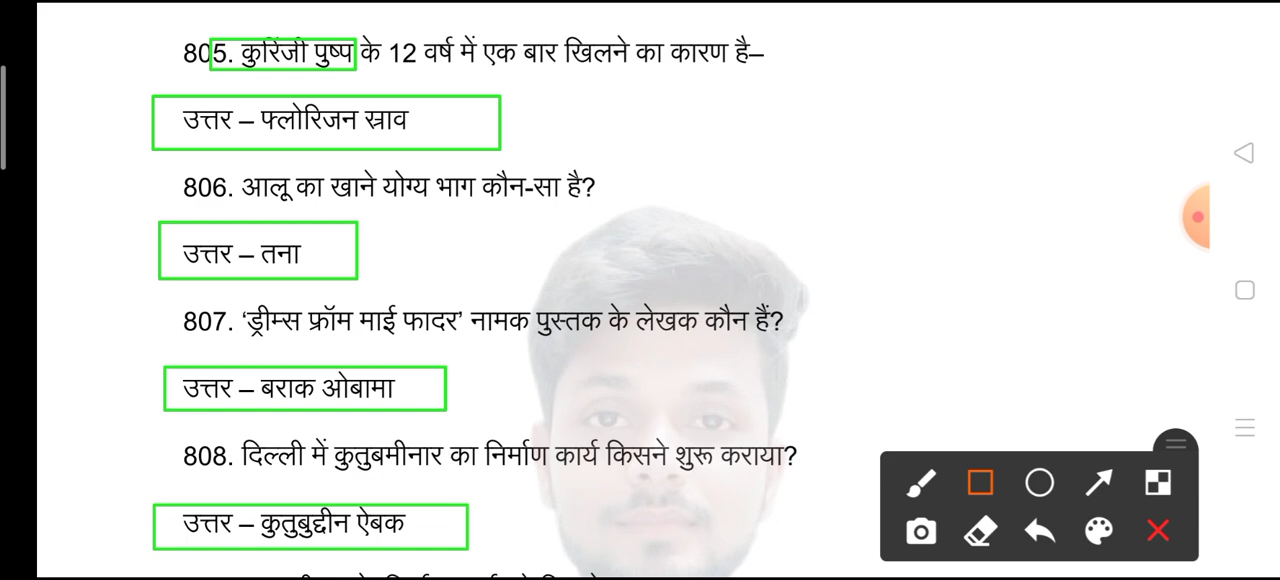 805. कुरिंजी पुष्प के 12 वर्ष में एक बार खिलने का कारण है–
उत्तर – फ्लोरिजन स्राव
806. आलू का खाने योग्य भाग कौन-सा है?
उत्तर – तना
807. ‘ड्रीम्स फ्रॉम माई फादर’ नामक पुस्तक के लेखक कौन हैं?
उत्तर – बराक ओबामा
808. दिल्ली में कुतुबमीनार का निर्माण कार्य किसने शुरू कराया?
उत्तर – कुतुबुद्दीन ऐबक